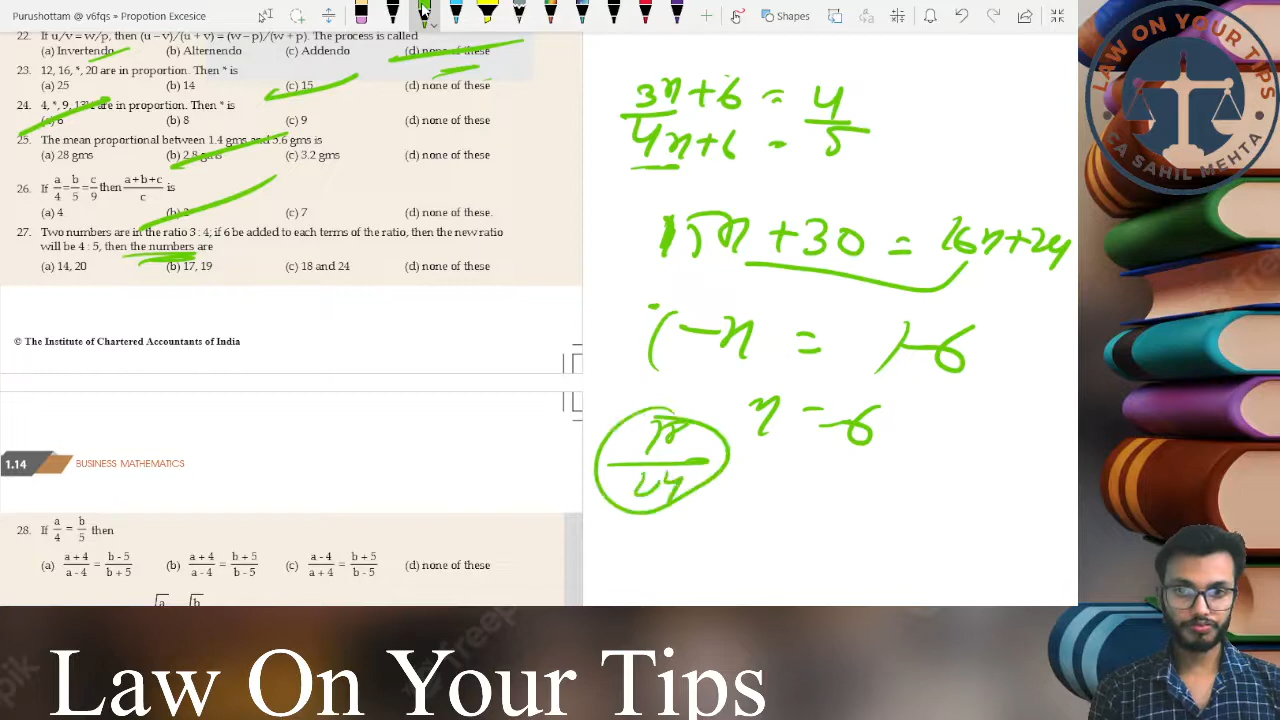 Purushottam @ v6fqs » Propotion Excesice
Shapes
22. If u/v = w/p, then (u – v)/(u + v) = (w – p)/(w + p). The process is called
(a) Invertendo (b) Alternendo (c) Addendo (d) none of these
23. 12, 16, *, 20 are in proportion. Then * is
(a) 25 (b) 14 (c) 15 (d) none of these
24. 4, *, 9, 13½ are in proportion. Then * is
(a) 6 (b) 8 (c) 9 (d) none of these
25. The mean proportional between 1.4 gms and 5.6 gms is
(a) 28 gms (b) 2.8 gms (c) 3.2 gms (d) none of these
26. If a/4 = b/5 = c/9 then (a+b+c)/c is
(a) 4 (b) 2 (c) 7 (d) none of these.
27. Two numbers are in the ratio 3 : 4; if 6 be added to each terms of the ratio, then the new ratio
will be 4 : 5, then the numbers are
(a) 14, 20 (b) 17, 19 (c) 18 and 24 (d) none of these
© The Institute of Chartered Accountants of India
1.14 BUSINESS MATHEMATICS
28. If a/4 = b/5 then
(a) a+4/a-4 = b-5/b+5 (b) a+4/a-4 = b+5/b-5 (c) a-4/a+4 = b+5/b-5 (d) none of these
√a √b
3x+6 = 4
4x+6 = 5
15x + 30 = 16x+24
-x = -6
x = 6
18
24
LAW ON YOUR TIPS
CA SAHIL MEHTA
Law On Your Tips